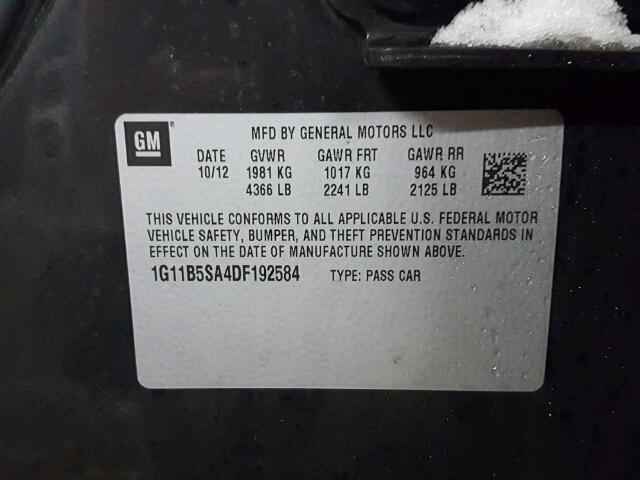 GM®
MFD BY GENERAL MOTORS LLC
DATE GVWR GAWR FRT GAWR RR
10/12 1981 KG 1017 KG 964 KG
4366 LB 2241 LB 2125 LB
THIS VEHICLE CONFORMS TO ALL APPLICABLE U.S. FEDERAL MOTOR
VEHICLE SAFETY, BUMPER, AND THEFT PREVENTION STANDARDS IN
EFFECT ON THE DATE OF MANUFACTURE SHOWN ABOVE.
1G11B5SA4DF192584 TYPE: PASS CAR